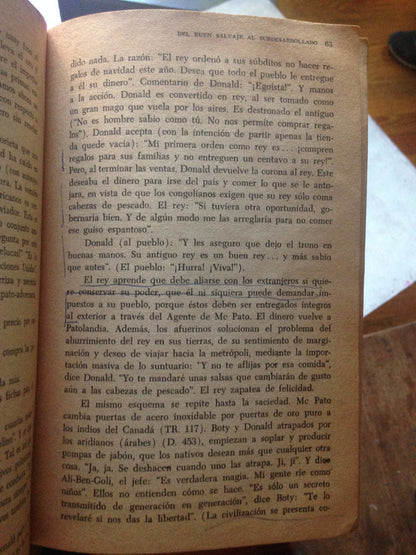 DEL BUEN SALVAJE AL SUBDESARROLLADO 63
dido nada. La razón: "El rey ordenó a sus súbditos no hacer re-
galos de navidad este año. Desea que todo el pueblo le entregue
a él su dinero". Comentario de Donald: "¡Egoísta!". Y manos
a la acción. Donald es convertido en rey, al ser tomado como
un gran mago que vuela por los aires. Es destronado el antiguo
("No es hombre sabio como tú. No nos permite comprar rega-
los"). Donald acepta (con la intención de partir apenas la tienda
quede vacía): "Mi primera orden como rey es... ¡compren
regalos para sus familias y no entreguen un centavo a su rey!".
Pero, al terminar las ventas, Donald devuelve la corona al rey. Este
deseaba el dinero para irse del país y comer lo que se le anto-
jara, en vista de que los congolianos exigían que su rey sólo coma
cabezas de pescado. El rey: "Si tuviera otra oportunidad, go-
bernaría bien. Y de algún modo me las arreglaría para no comer
ese guiso espantoso".
Donald (al pueblo): "Y les aseguro que dejo el trono en
buenas manos. Su antiguo rey es un buen rey... y más sabio
que antes". (El pueblo: "¡Hurra! ¡Viva!").
El rey aprende que debe aliarse con los extranjeros si quie-
re conservar su poder, que él ni siquiera puede demandar im-
puestos a su pueblo, porque éstos deben ser entregados íntegros
al exterior a través del Agente de Mc Pato. El dinero vuelve a
Patolandia. Además, los afuerinos solucionan el problema del
aburrimiento del rey en sus tierras, de su sentimiento de margi-
nación y deseo de viajar hacia la metrópoli, mediante la impor-
tación masiva de lo suntuario: "Y no te aflijas por esa comida",
dice Donald, "Yo te mandaré unas salsas que cambiarán de gusto
aún a las cabezas de pescado". El rey zapatea de felicidad.
El mismo esquema se repite hasta la saciedad. Mc Pato
cambia puertas de acero inoxidable por puertas de oro puro a
los indios del Canadá (TR. 117). Boty y Donald atrapados por
los aridianos (árabes) (D. 453), empiezan a soplar y producir
pompas de jabón, que los nativos desean más que cualquier otra
cosa. "Ja, ja. Se deshacen cuando uno las atrapa. Ji, ji". Y dice
Ali-Ben-Goli, el jefe: "Es verdadera magia. Mi gente ríe como
niños". Ellos no entienden cómo se hace. "Es sólo un secreto
transmitido de generación en generación", dice Boty: "Te lo
revelaré si nos das la libertad". (La civilización se presenta co-